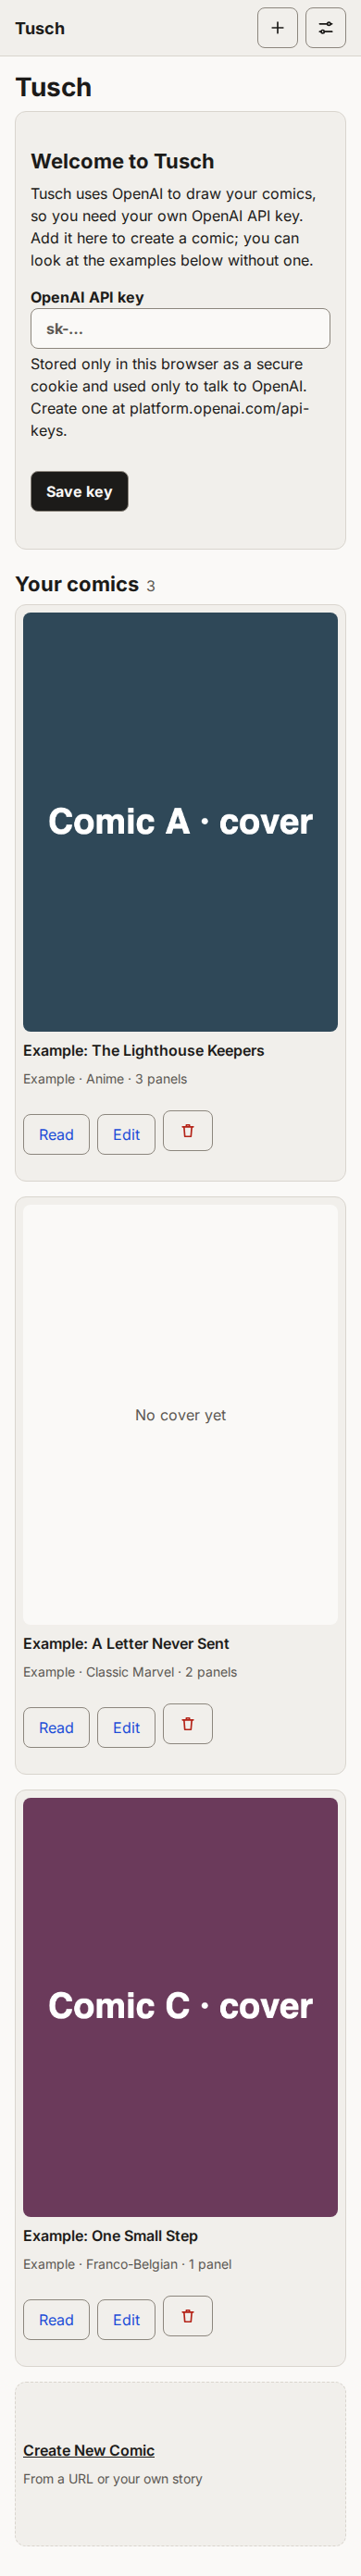 Tusch
Tusch
Welcome to Tusch
Tusch uses OpenAI to draw your comics,
so you need your own OpenAI API key.
Add it here to create a comic; you can
look at the examples below without one.
OpenAI API key
sk-...
Stored only in this browser as a secure
cookie and used only to talk to OpenAI.
Create one at platform.openai.com/api-
keys.
Save key
Your comics 3
Comic A · cover
Example: The Lighthouse Keepers
Example · Anime · 3 panels
Read Edit
No cover yet
Example: A Letter Never Sent
Example · Classic Marvel · 2 panels
Read Edit
Comic C · cover
Example: One Small Step
Example · Franco-Belgian · 1 panel
Read Edit
Create New Comic
From a URL or your own story